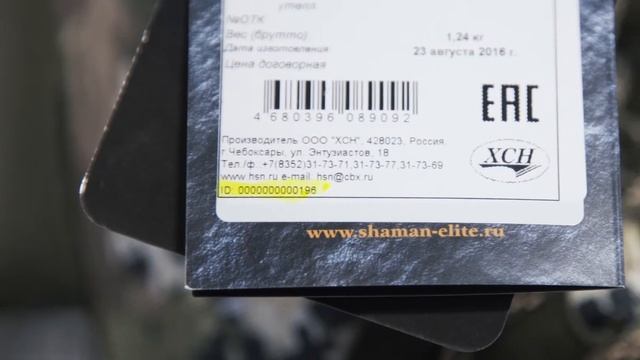 утепл.
№ОТК
Вес (брутто) 1,24 кг
Дата изготовления: 23 августа 2016 г.
Цена договорная
4 680396 089092
EAC
Производитель ООО "ХСН", 428023, Россия,
г.Чебоксары, ул. Энтузиастов, 18
Тел./ф. +7(8352)31-73-71,31-73-77,31-73-69
www.hsn.ru e-mail: hsn@cbx.ru
ХСН
ID: 0000000000196
www.shaman-elite.ru